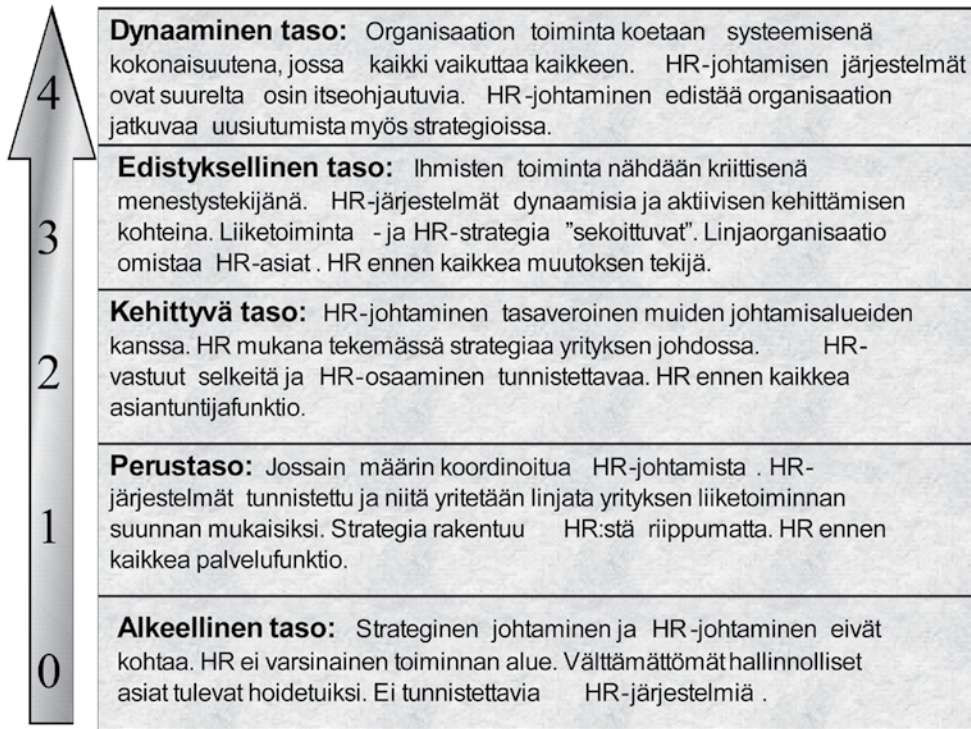 4
Dynaaminen taso: Organisaation toiminta koetaan systeemisenä
kokonaisuutena, jossa kaikki vaikuttaa kaikkeen. HR-johtamisen järjestelmät
ovat suurelta osin itseohjautuvia. HR-johtaminen edistää organisaation
jatkuvaa uusiutumista myös strategioissa.
3
Edistyksellinen taso: Ihmisten toiminta nähdään kriittisenä
menestystekijänä. HR-järjestelmät dynaamisia ja aktiivisen kehittämisen
kohteina. Liiketoiminta - ja HR-strategia ”sekoittuvat”. Linjaorganisaatio
omistaa HR-asiat . HR ennen kaikkea muutoksen tekijä.
2
Kehittyvä taso: HR-johtaminen tasaveroinen muiden johtamisalueiden
kanssa. HR mukana tekemässä strategiaa yrityksen johdossa. HR-
vastuut selkeitä ja HR-osaaminen tunnistettavaa. HR ennen kaikkea
asiantuntijafunktio.
1
Perustaso: Jossain määrin koordinoitua HR-johtamista . HR-
järjestelmät tunnistettu ja niitä yritetään linjata yrityksen liiketoiminnan
suunnan mukaisiksi. Strategia rakentuu HR:stä riippumatta. HR ennen
kaikkea palvelufunktio.
0
Alkeellinen taso: Strateginen johtaminen ja HR-johtaminen eivät
kohtaa. HR ei varsinainen toiminnan alue. Välttämättömät hallinnolliset
asiat tulevat hoidetuiksi. Ei tunnistettavia HR-järjestelmiä .